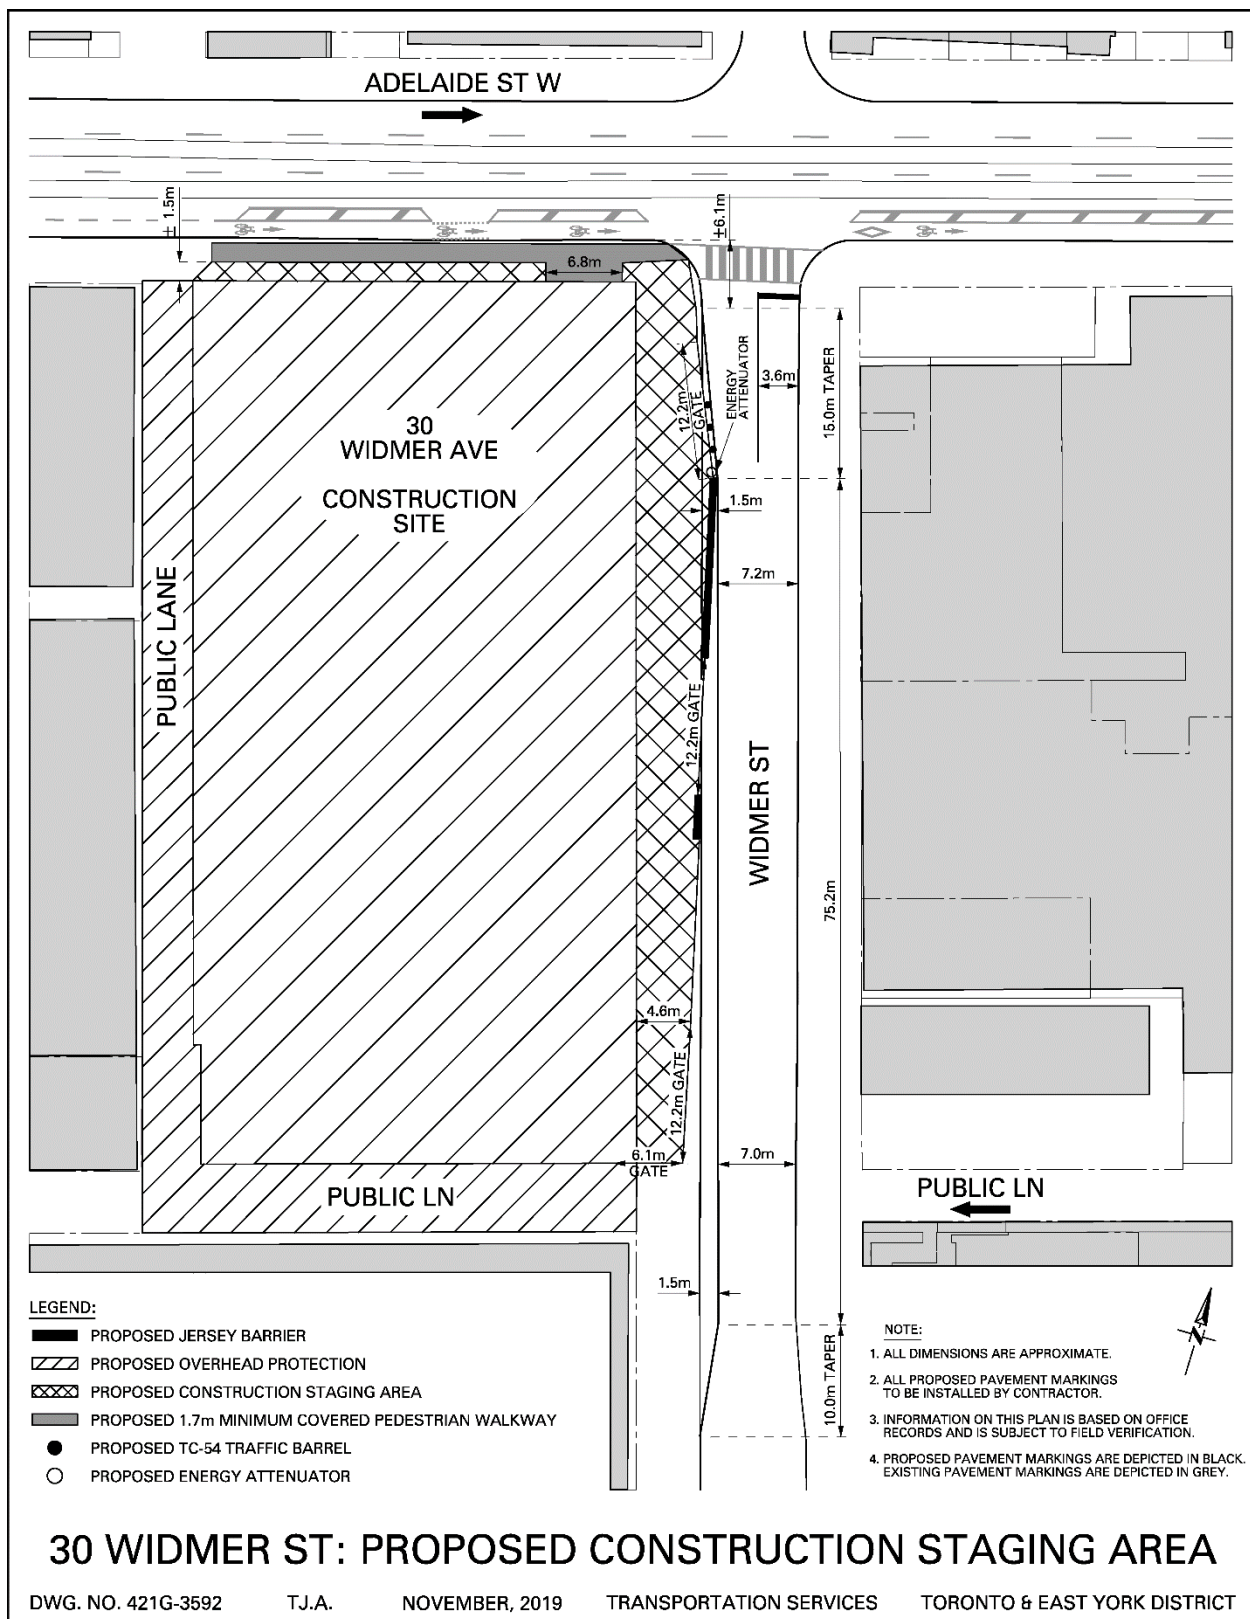 ADELAIDE ST W
± 1.5m
±6.1m
6.8m
ENERGY
ATTENUATOR
3.6m
15.0m TAPER
12.2m
GATE
30
WIDMER AVE
CONSTRUCTION
SITE
1.5m
7.2m
PUBLIC LANE
12.2m GATE
WIDMER ST
75.2m
4.6m
12.2m GATE
6.1m
GATE
7.0m
PUBLIC LN
PUBLIC LN
1.5m
10.0m TAPER
N
LEGEND:
PROPOSED JERSEY BARRIER
PROPOSED OVERHEAD PROTECTION
PROPOSED CONSTRUCTION STAGING AREA
PROPOSED 1.7m MINIMUM COVERED PEDESTRIAN WALKWAY
PROPOSED TC-54 TRAFFIC BARREL
PROPOSED ENERGY ATTENUATOR
NOTE:
1. ALL DIMENSIONS ARE APPROXIMATE.
2. ALL PROPOSED PAVEMENT MARKINGS
TO BE INSTALLED BY CONTRACTOR.
3. INFORMATION ON THIS PLAN IS BASED ON OFFICE
RECORDS AND IS SUBJECT TO FIELD VERIFICATION.
4. PROPOSED PAVEMENT MARKINGS ARE DEPICTED IN BLACK.
EXISTING PAVEMENT MARKINGS ARE DEPICTED IN GREY.
30 WIDMER ST: PROPOSED CONSTRUCTION STAGING AREA
DWG. NO. 421G-3592 T.J.A. NOVEMBER, 2019 TRANSPORTATION SERVICES TORONTO & EAST YORK DISTRICT